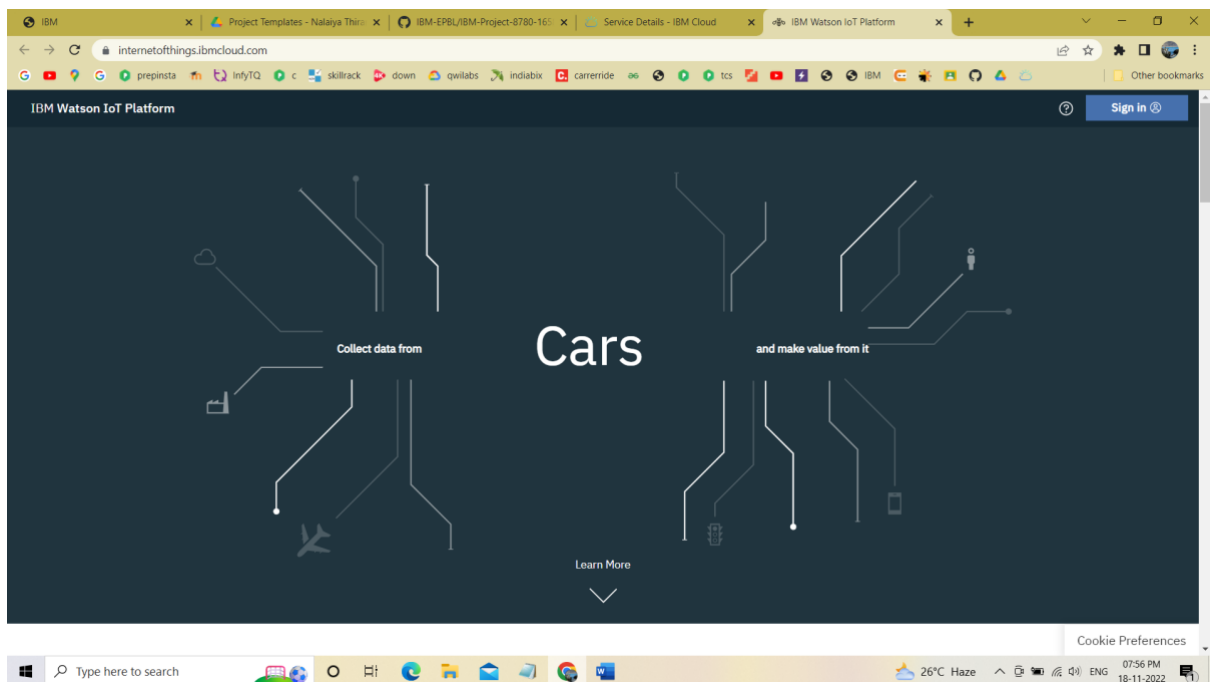 IBM
Project Templates - Nalaiya Thira
IBM-EPBL/IBM-Project-8780-165
Service Details - IBM Cloud
IBM Watson IoT Platform
internetofthings.ibmcloud.com
prepinsta InfyTQ c skillrack down qwilabs indiabix carrerride tcs IBM Other bookmarks
IBM Watson IoT Platform
Sign in
Collect data from Cars and make value from it
Learn More
Cookie Preferences
Type here to search
26°C Haze
ENG
07:56 PM
18-11-2022